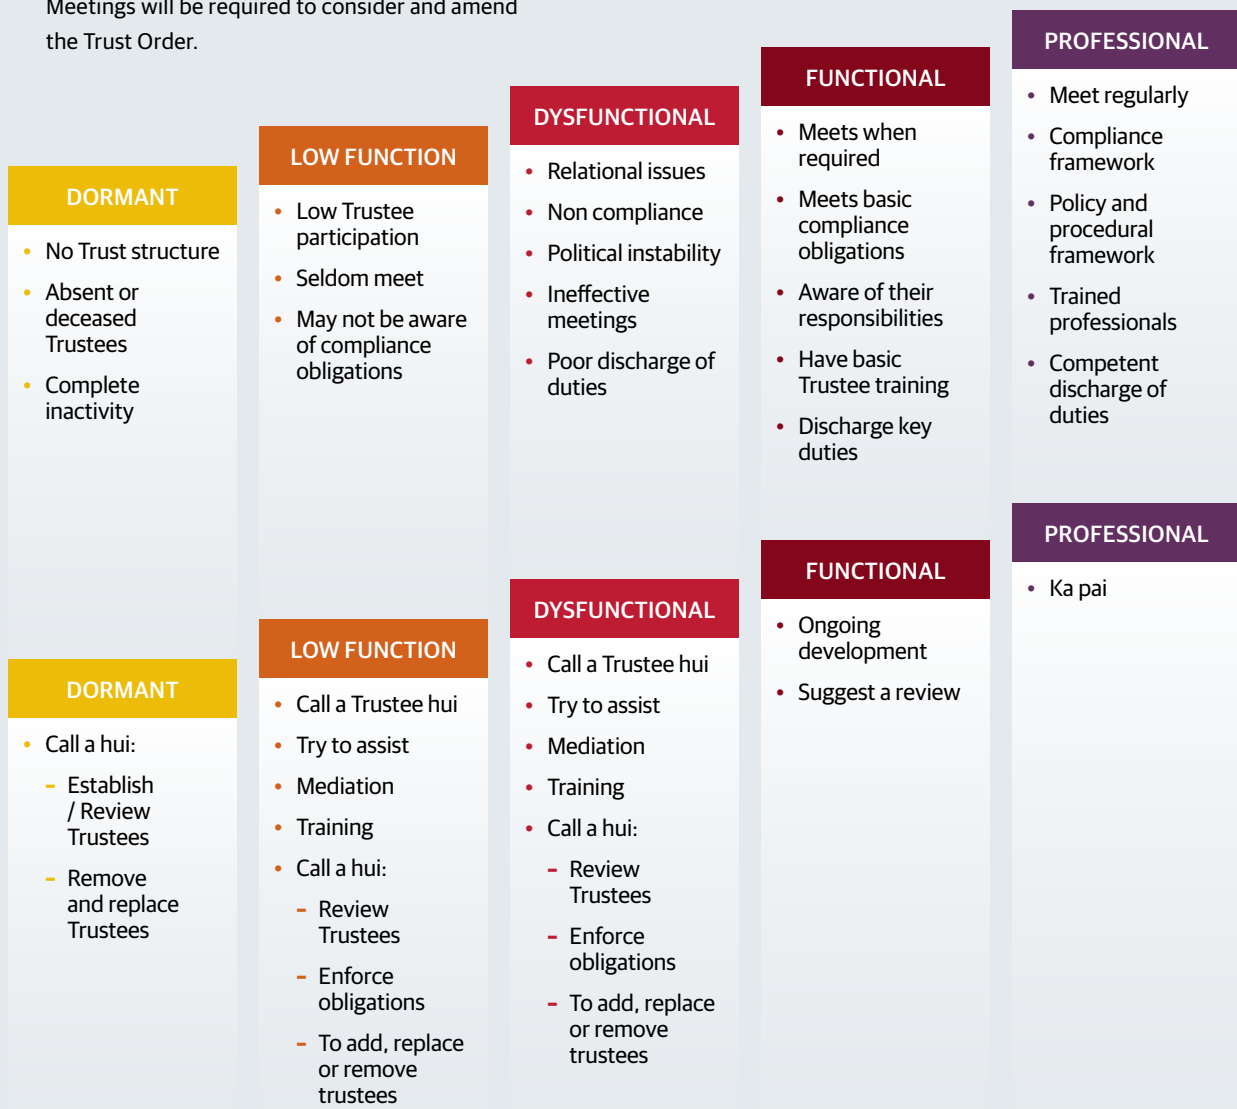 Meetings will be required to consider and amend
the Trust Order.
DORMANT
• No Trust structure
• Absent or
deceased
Trustees
• Complete
inactivity
LOW FUNCTION
• Low Trustee
participation
• Seldom meet
• May not be aware
of compliance
obligations
DYSFUNCTIONAL
• Relational issues
• Non compliance
• Political instability
• Ineffective
meetings
• Poor discharge of
duties
FUNCTIONAL
• Meets when
required
• Meets basic
compliance
obligations
• Aware of their
responsibilities
• Have basic
Trustee training
• Discharge key
duties
PROFESSIONAL
• Meet regularly
• Compliance
framework
• Policy and
procedural
framework
• Trained
professionals
• Competent
discharge of
duties
DORMANT
• Call a hui:
– Establish
/ Review
Trustees
– Remove
and replace
Trustees
LOW FUNCTION
• Call a Trustee hui
• Try to assist
• Mediation
• Training
• Call a hui:
– Review
Trustees
– Enforce
obligations
– To add, replace
or remove
trustees
DYSFUNCTIONAL
• Call a Trustee hui
• Try to assist
• Mediation
• Training
• Call a hui:
– Review
Trustees
– Enforce
obligations
– To add, replace
or remove
trustees
FUNCTIONAL
• Ongoing
development
• Suggest a review
PROFESSIONAL
• Ka pai